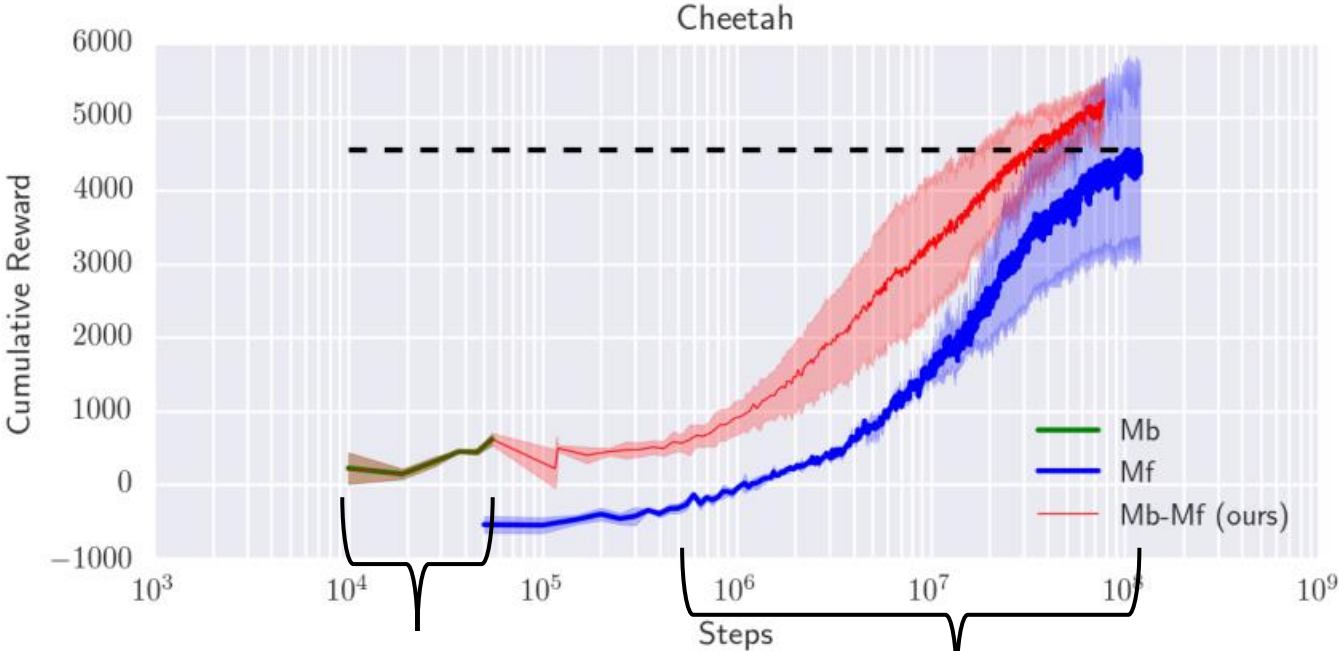 Cheetah
6000
5000
4000
3000
2000
1000
0
−1000
Cumulative Reward
Mb
Mf
Mb-Mf (ours)
10³ 10⁴ 10⁵ 10⁶ 10⁷ 10⁸ 10⁹
Steps